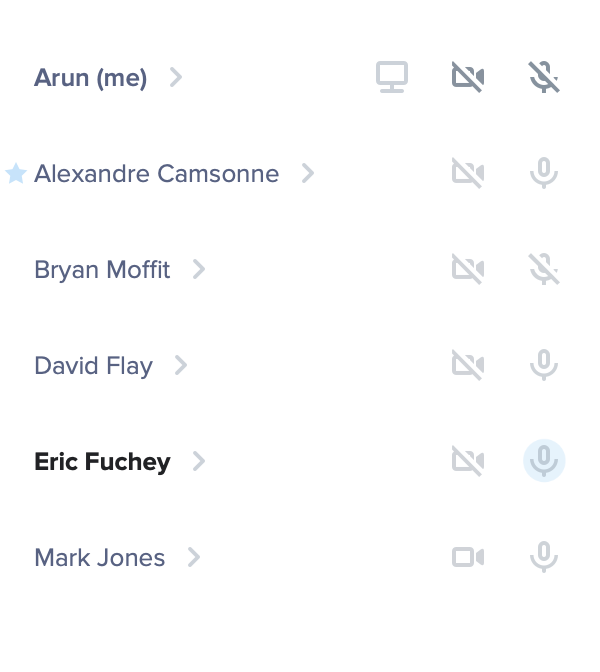 Arun (me)
Alexandre Camsonne
Bryan Moffit
David Flay
Eric Fuchey
Mark Jones